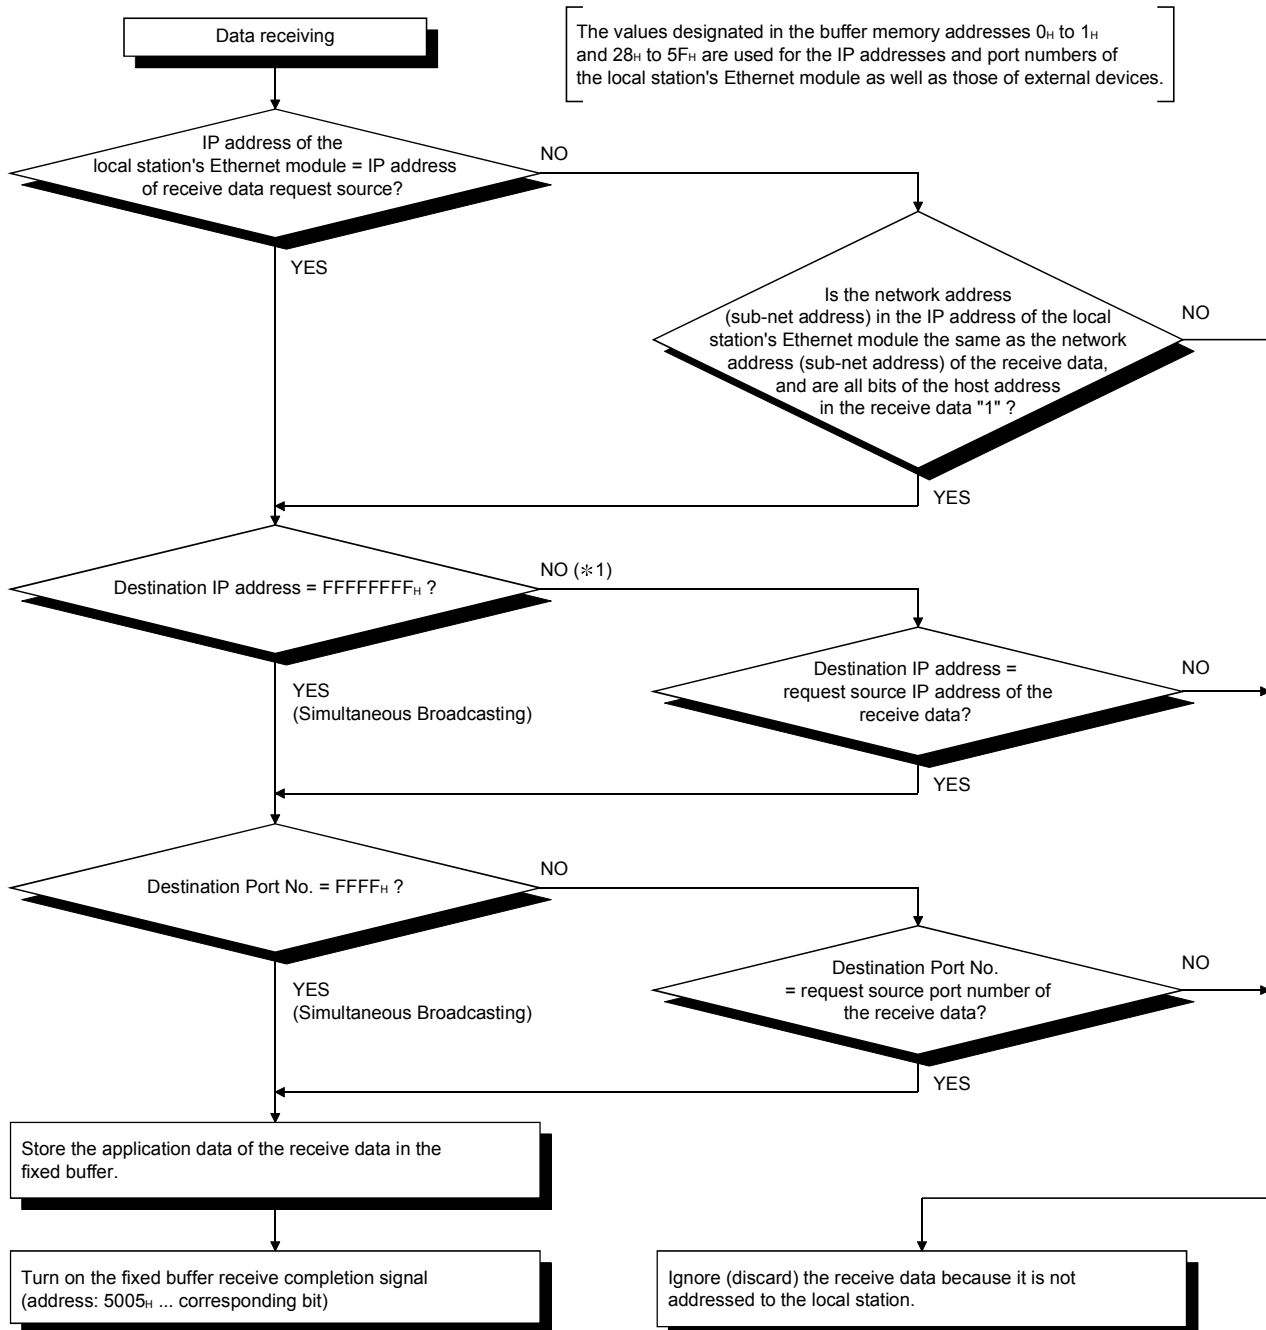 Data receiving
The values designated in the buffer memory addresses 0H to 1H
and 28H to 5FH are used for the IP addresses and port numbers of
the local station's Ethernet module as well as those of external devices.
IP address of the
local station's Ethernet module = IP address
of receive data request source?
NO
YES
Is the network address
(sub-net address) in the IP address of the local
station's Ethernet module the same as the network
address (sub-net address) of the receive data,
and are all bits of the host address
in the receive data "1" ?
NO
YES
Destination IP address = FFFFFFFFH ?
NO (*1)
YES
(Simultaneous Broadcasting)
Destination IP address =
request source IP address of the
receive data?
NO
YES
Destination Port No. = FFFFH ?
NO
YES
(Simultaneous Broadcasting)
Destination Port No.
= request source port number of
the receive data?
NO
YES
Store the application data of the receive data in the
fixed buffer.
Turn on the fixed buffer receive completion signal
(address: 5005H ... corresponding bit)
Ignore (discard) the receive data because it is not
addressed to the local station.